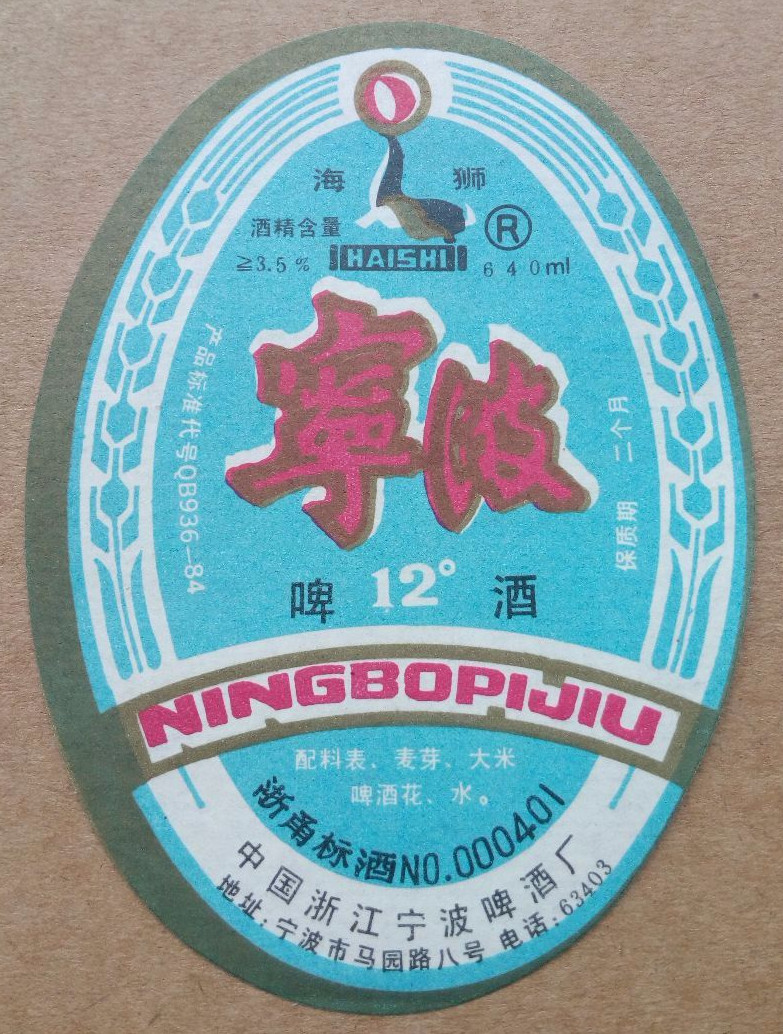 海狮
酒精含量
≧3.5%
HAISHI
R
640ml
寧波
产品标准代号QB936-84
保质期 二个月
啤 12° 酒
NINGBOPIJIU
配料表、麦芽、大米
啤酒花、水。
浙甬标酒NO.000401
中国浙江宁波啤酒厂
地址:宁波市马园路八号 电话:63403